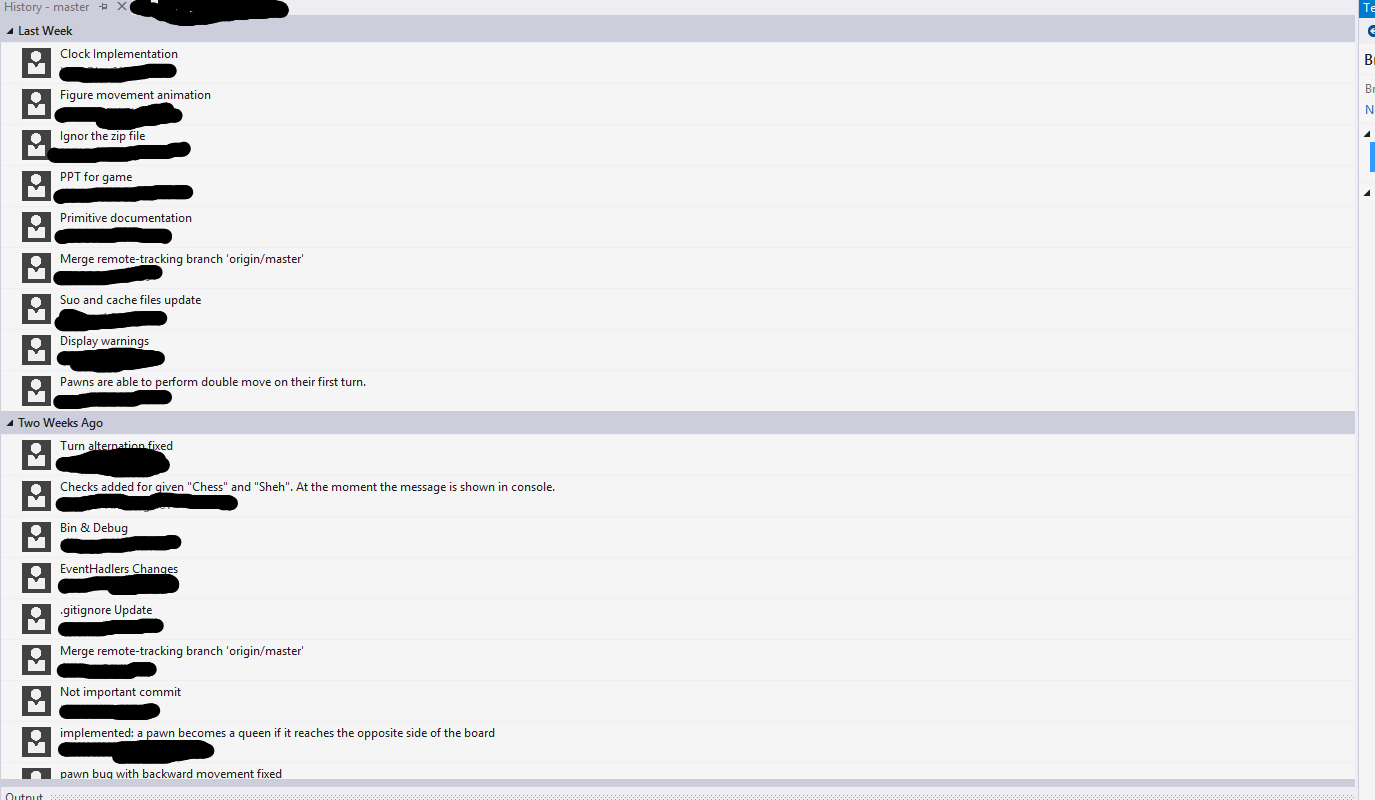 History - master
Te
Last Week
Clock Implementation
Figure movement animation
Ignor the zip file
PPT for game
Primitive documentation
Merge remote-tracking branch 'origin/master'
Suo and cache files update
Display warnings
Pawns are able to perform double move on their first turn.
Two Weeks Ago
Turn alternation fixed
Checks added for given "Chess" and "Sheh". At the moment the message is shown in console.
Bin & Debug
EventHadlers Changes
.gitignore Update
Merge remote-tracking branch 'origin/master'
Not important commit
implemented: a pawn becomes a queen if it reaches the opposite side of the board
pawn bug with backward movement fixed
Output